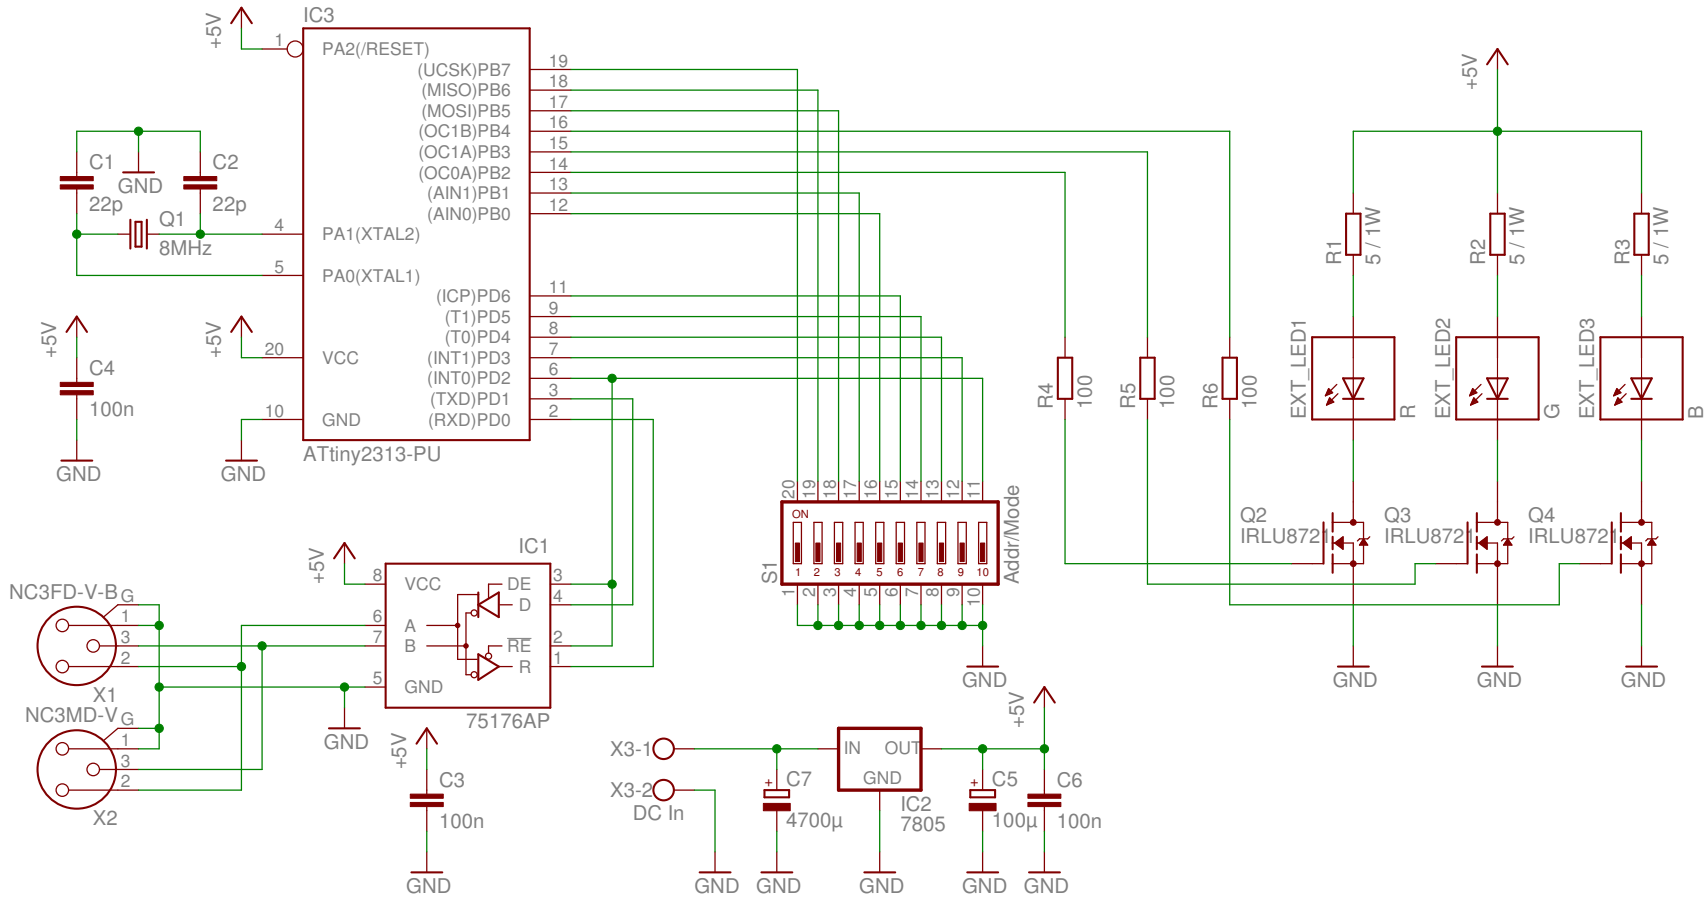 IC3
+5V
1
PA2(/RESET)
(UCSK)PB7
19
(MISO)PB6
18
(MOSI)PB5
17
(OC1B)PB4
16
(OC1A)PB3
15
(OC0A)PB2
14
(AIN1)PB1
13
(AIN0)PB0
12
4
PA1(XTAL2)
5
PA0(XTAL1)
(ICP)PD6
11
(T1)PD5
9
(T0)PD4
8
(INT1)PD3
7
(INT0)PD2
6
(TXD)PD1
3
(RXD)PD0
2
+5V
20
VCC
10
GND
GND
ATtiny2313-PU
C1
22p
GND
C2
22p
Q1
8MHz
+5V
C4
100n
GND
+5V
R1
5 / 1W
R2
5 / 1W
R3
5 / 1W
EXT_LED1
R
EXT_LED2
G
EXT_LED3
B
R4
100
R5
100
R6
100
Q2
IRLU8721
Q3
IRLU8721
Q4
IRLU8721
GND
GND
GND
20
19
18
17
16
15
14
13
12
11
ON
1 2 3 4 5 6 7 8 9 10
S1
Addr/Mode
1
2
3
4
5
6
7
8
9
10
GND
IC1
+5V
8
VCC
DE
3
D
4
6
A
7
B
RE
2
R
1
5
GND
75176AP
GND
NC3FD-V-B
G
1
3
2
X1
NC3MD-V
G
1
3
2
X2
+5V
C3
100n
GND
X3-1
X3-2
DC In
GND
+
C7
4700µ
GND
IN
OUT
GND
IC2
7805
GND
+
C5
100µ
GND
+5V
C6
100n
GND